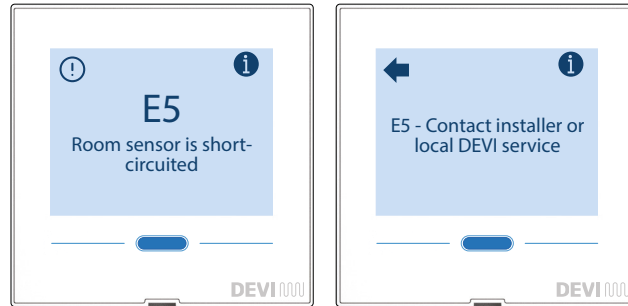 E5
Room sensor is short-
circuited
DEVI
E5 - Contact installer or
local DEVI service
DEVI